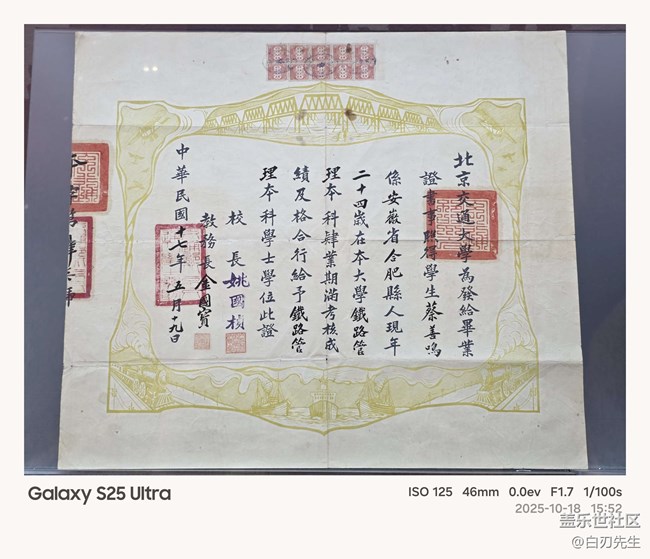 北京交通大學為發給畢業
證書事茲有學生蔡善鳴
係安徽省合肥縣人現年
二十四歲在本大學鐵路管
理本科肄業期滿考核成
績及格合行給予鐵路管
理本科學士學位此證
校長姚國楨
教務長金國寶
中華民國十七年五月十九日
Galaxy S25 Ultra
ISO 125 46mm 0.0ev F1.7 1/100s
2025-10-18 15:52
盖乐世社区
@白刃先生